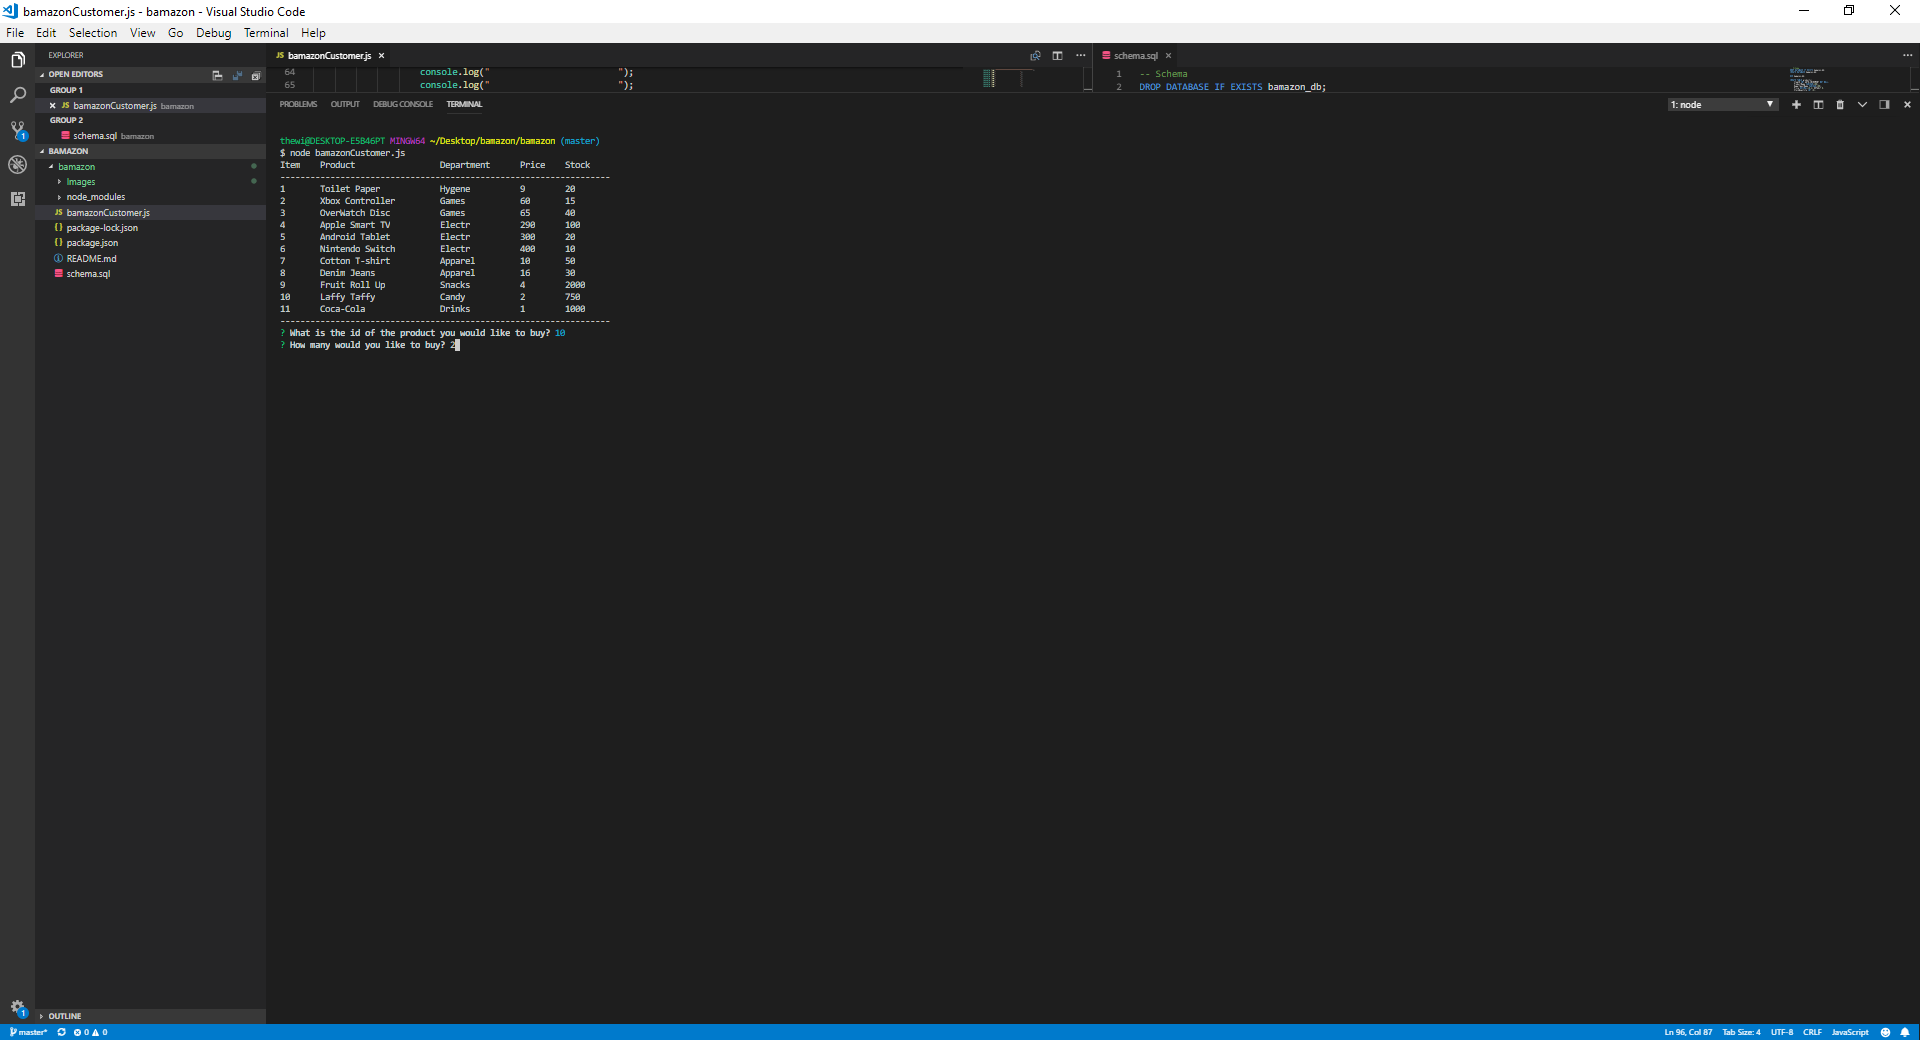 bamazonCustomer.js - bamazon - Visual Studio Code
File Edit Selection View Go Debug Terminal Help
EXPLORER
OPEN EDITORS
GROUP 1
JS bamazonCustomer.js bamazon
GROUP 2
schema.sql bamazon
BAMAZON
bamazon
Images
node_modules
JS bamazonCustomer.js
{} package-lock.json
{} package.json
README.md
schema.sql
OUTLINE
JS bamazonCustomer.js
64 console.log(" ");
65 console.log(" ");
schema.sql
1 -- Schema
2 DROP DATABASE IF EXISTS bamazon_db;
PROBLEMS OUTPUT DEBUG CONSOLE TERMINAL
1: node
thewi@DESKTOP-E5B46PT MINGW64 ~/Desktop/bamazon/bamazon (master)
$ node bamazonCustomer.js
Item Product Department Price Stock
------------------------------------------------------------------
1 Toilet Paper Hygene 9 20
2 Xbox Controller Games 60 15
3 OverWatch Disc Games 65 40
4 Apple Smart TV Electr 290 100
5 Android Tablet Electr 300 20
6 Nintendo Switch Electr 400 10
7 Cotton T-shirt Apparel 10 50
8 Denim Jeans Apparel 16 30
9 Fruit Roll Up Snacks 4 2000
10 Laffy Taffy Candy 2 750
11 Coca-Cola Drinks 1 1000
------------------------------------------------------------------
? What is the id of the product you would like to buy? 10
? How many would you like to buy? 2
1
1
master* 0 0
Ln 96, Col 87 Tab Size: 4 UTF-8 CRLF JavaScript